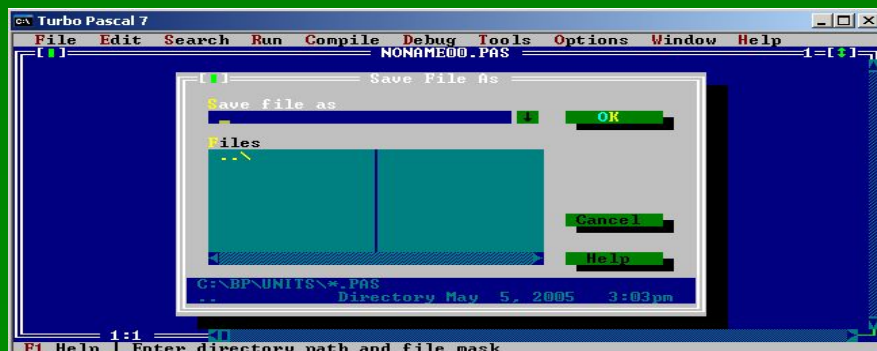 Turbo Pascal 7
File Edit Search Run Compile Debug Tools Options Window Help
NONAME00.PAS 1
Save File As
Save file as
OK
Files
..\
Cancel
Help
C:\BP\UNITS\*.PAS
.. Directory May 5, 2005 3:03pm
1:1
F1 Help | Enter directory path and file mask